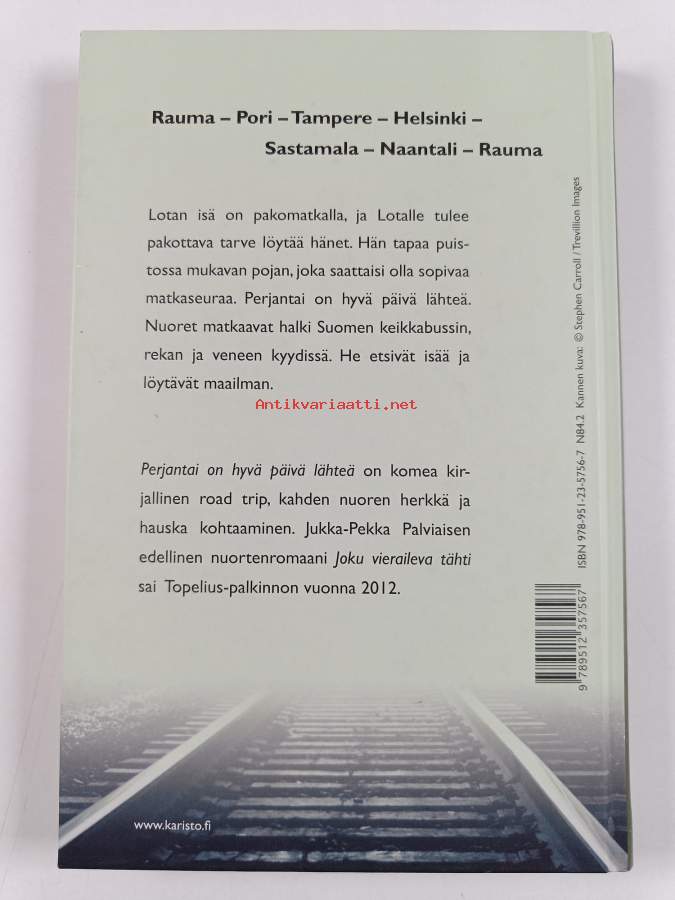 Rauma – Pori – Tampere – Helsinki –
Sastamala – Naantali – Rauma
Lotan isä on pakomatkalla, ja Lotalle tulee
pakottava tarve löytää hänet. Hän tapaa puis-
tossa mukavan pojan, joka saattaisi olla sopivaa
matkaseuraa. Perjantai on hyvä päivä lähteä.
Nuoret matkaavat halki Suomen keikkabussin,
rekan ja veneen kyydissä. He etsivät isää ja
löytävät maailman.
Antikvariaatti.net
Perjantai on hyvä päivä lähteä on komea kir-
jallinen road trip, kahden nuoren herkkä ja
hauska kohtaaminen. Jukka-Pekka Palviaisen
edellinen nuortenromaani Joku vieraileva tähti
sai Topelius-palkinnon vuonna 2012.
ISBN 978-951-23-5756-7 N84.2 Kannen kuva: © Stephen Carroll / Trevillion Images
9 789512 357567
www.karisto.fi